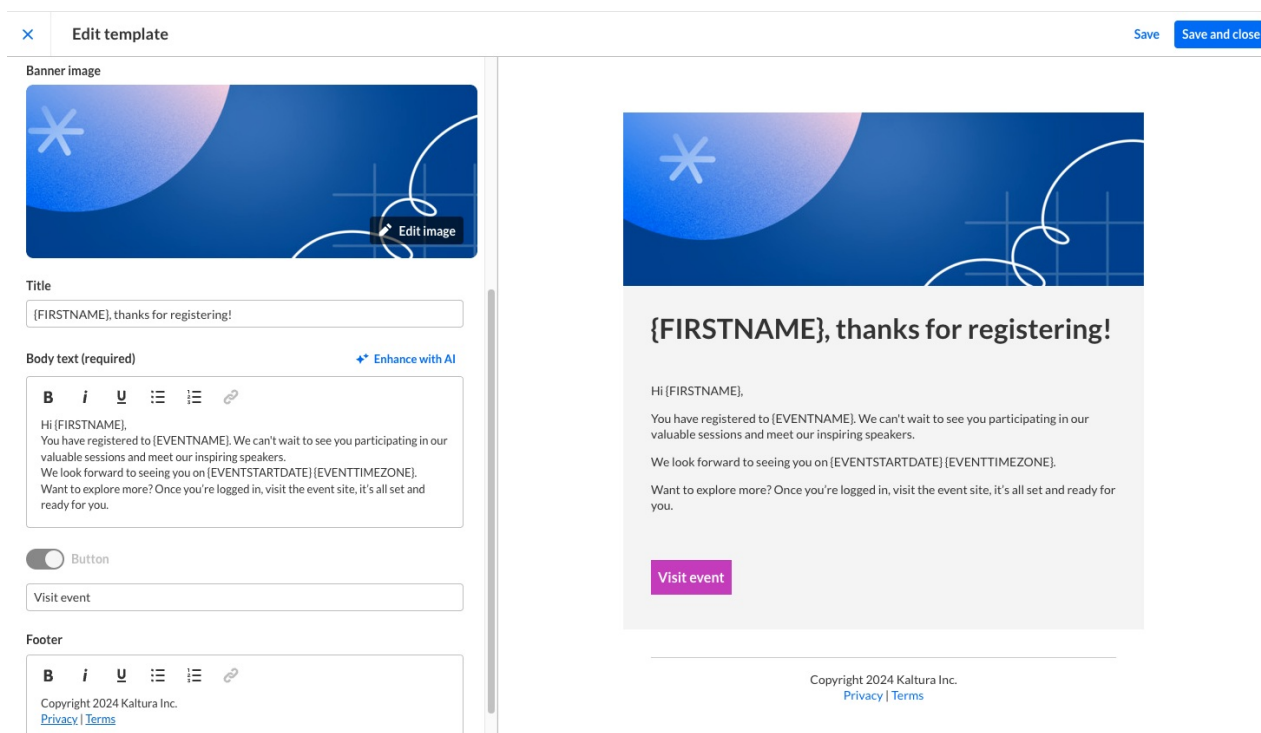 Edit template
Save
Save and close
Banner image
Edit image
Title
{FIRSTNAME}, thanks for registering!
Body text (required)
Enhance with AI
B i U
Hi {FIRSTNAME},
You have registered to {EVENTNAME}. We can't wait to see you participating in our
valuable sessions and meet our inspiring speakers.
We look forward to seeing you on {EVENTSTARTDATE} {EVENTTIMEZONE}.
Want to explore more? Once you’re logged in, visit the event site, it’s all set and
ready for you.
Button
Visit event
Footer
B i U
Copyright 2024 Kaltura Inc.
Privacy | Terms
{FIRSTNAME}, thanks for registering!
Hi {FIRSTNAME},
You have registered to {EVENTNAME}. We can't wait to see you participating in our
valuable sessions and meet our inspiring speakers.
We look forward to seeing you on {EVENTSTARTDATE} {EVENTTIMEZONE}.
Want to explore more? Once you’re logged in, visit the event site, it’s all set and ready for
you.
Visit event
Copyright 2024 Kaltura Inc.
Privacy | Terms